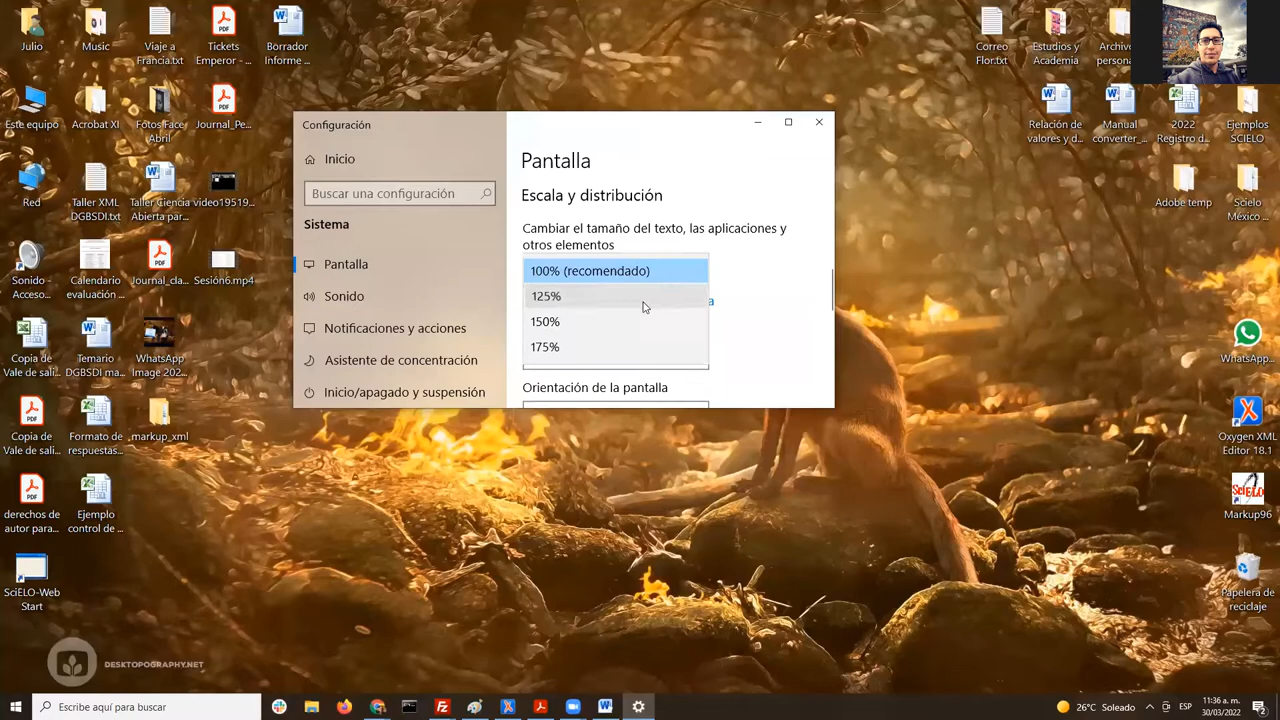 Julio
Music
Viaje a
Francia.txt
Tickets
Emperor - ...
Borrador
Informe ...
Correo
Flor.txt
Estudios y
Academia
Archivo
person
Este equipo
Acrobat XI
Fotos Face
Abril
Journal_Pe...
Relación de
valores y d...
Manual
converter_...
2022
Registro d...
Ejemplos
SCIELO
Red
Taller XML
DGBSDI.txt
Taller Ciencia
Abierta par...
video19519...
Adobe temp
Scielo
México ...
Sonido -
Acceso...
Calendario
evaluación ...
Journal_cla...
Sesión6.mp4
Copia de
Vale de sali...
Temario
DGBSDI ma...
WhatsApp
Image 202...
WhatsApp...
Copia de
Vale de sali...
Formato de
respuestas...
markup_xml
Oxygen XML
Editor 18.1
derechos de
autor para...
Ejemplo
control de ...
SciELO
Markup96
SciELO-Web
Start
Papelera de
reciclaje
Configuración
Inicio
Buscar una configuración
Sistema
Pantalla
Sonido
Notificaciones y acciones
Asistente de concentración
Inicio/apagado y suspensión
Pantalla
Escala y distribución
Cambiar el tamaño del texto, las aplicaciones y
otros elementos
100% (recomendado)
125%
a
150%
175%
Orientación de la pantalla
DESKTOPOGRAPHY.NET
Escribe aquí para buscar
26°C Soleado
ESP
11:36 a. m.
30/03/2022
2